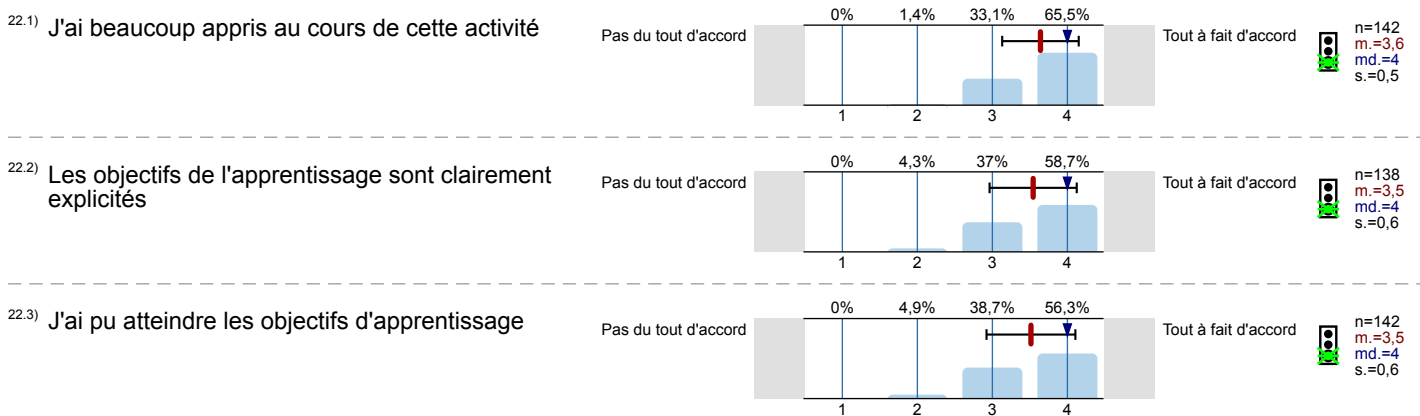 22.1) J'ai beaucoup appris au cours de cette activité
Pas du tout d'accord
0% 1,4% 33,1% 65,5%
1 2 3 4
Tout à fait d'accord
n=142
m.=3,6
md.=4
s.=0,5
22.2) Les objectifs de l'apprentissage sont clairement
explicités
Pas du tout d'accord
0% 4,3% 37% 58,7%
1 2 3 4
Tout à fait d'accord
n=138
m.=3,5
md.=4
s.=0,6
22.3) J'ai pu atteindre les objectifs d'apprentissage
Pas du tout d'accord
0% 4,9% 38,7% 56,3%
1 2 3 4
Tout à fait d'accord
n=142
m.=3,5
md.=4
s.=0,6